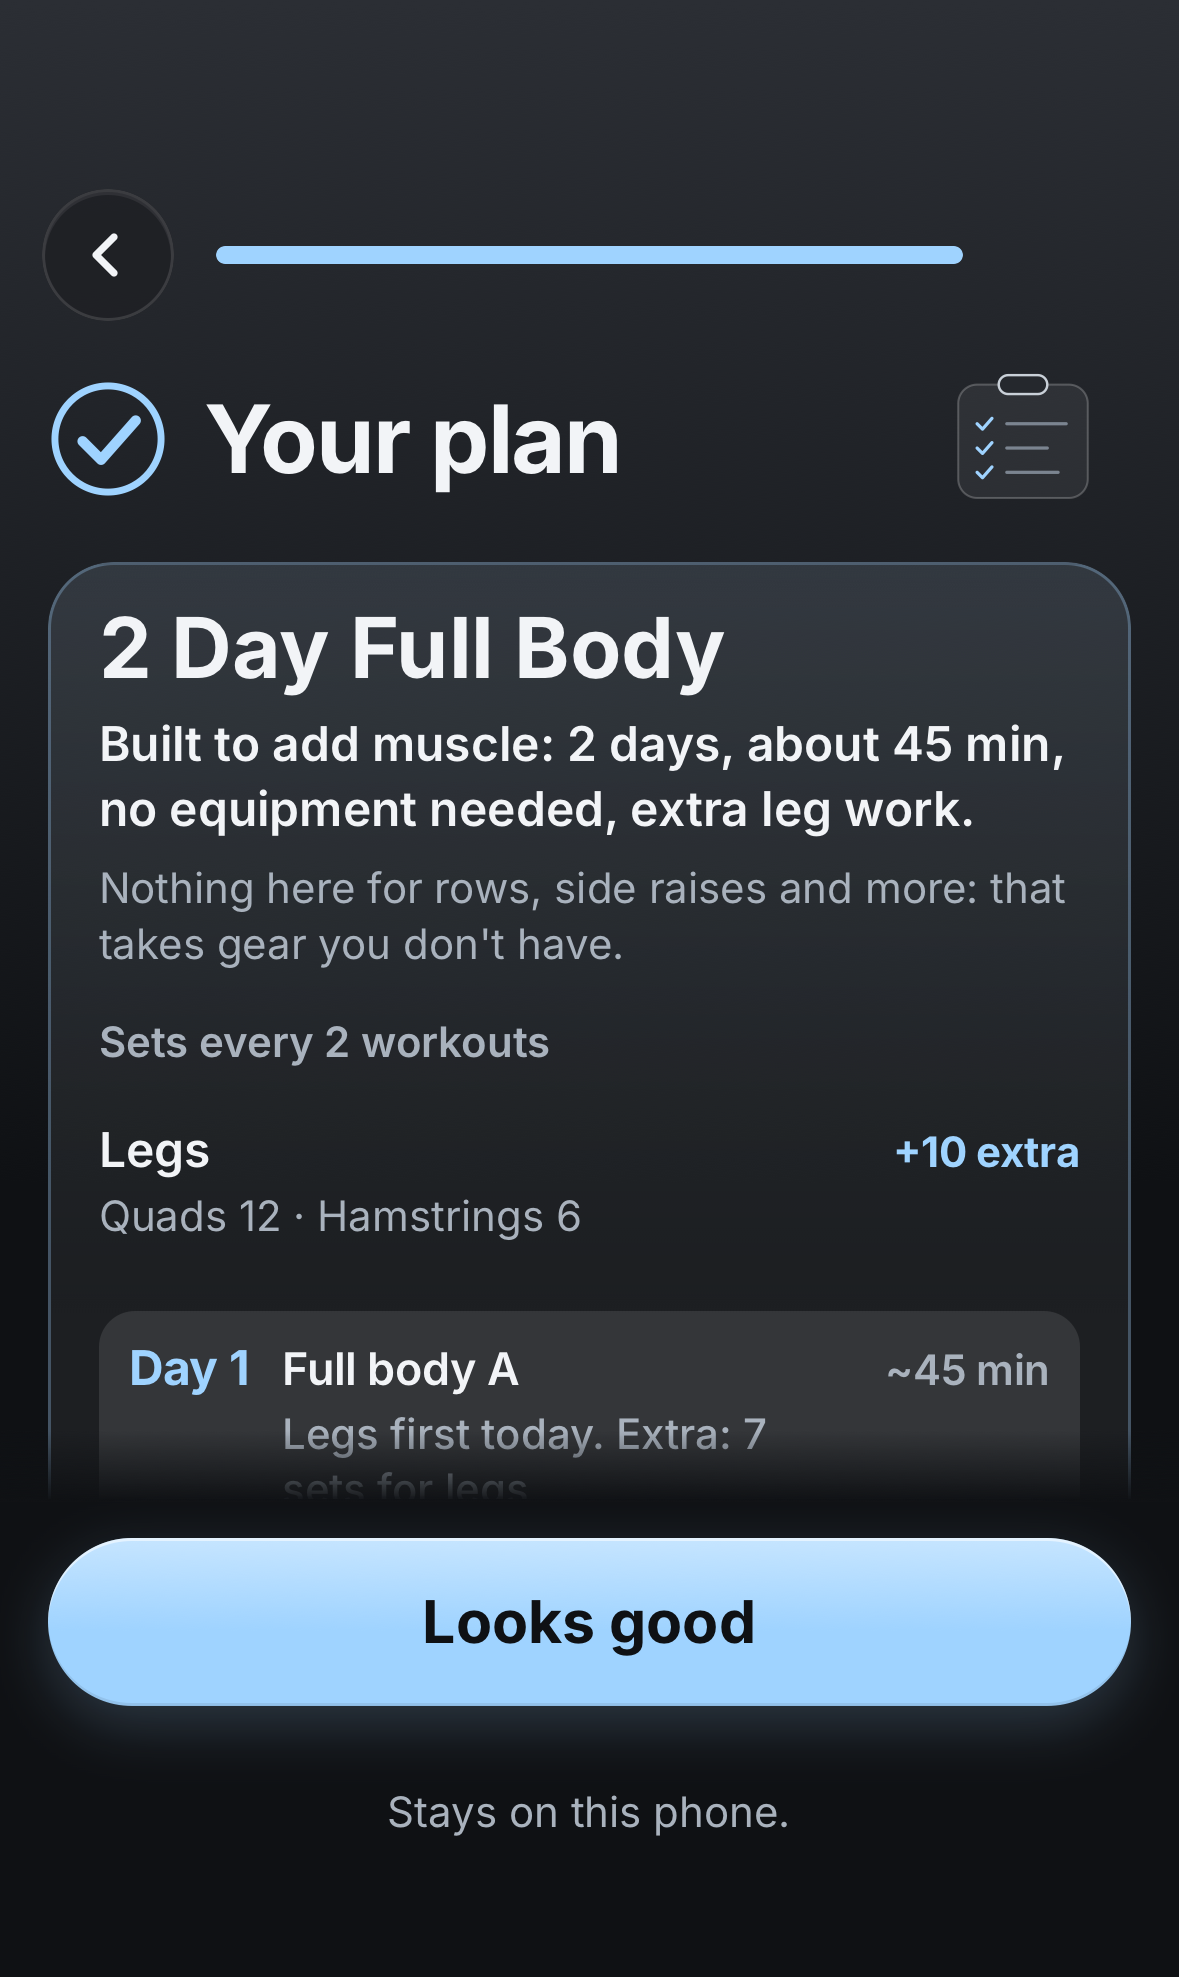 Your plan
2 Day Full Body
Built to add muscle: 2 days, about 45 min,
no equipment needed, extra leg work.
Nothing here for rows, side raises and more: that
takes gear you don't have.
Sets every 2 workouts
Legs
+10 extra
Quads 12 · Hamstrings 6
Day 1 Full body A ~45 min
Legs first today. Extra: 7
sets for legs
Looks good
Stays on this phone.